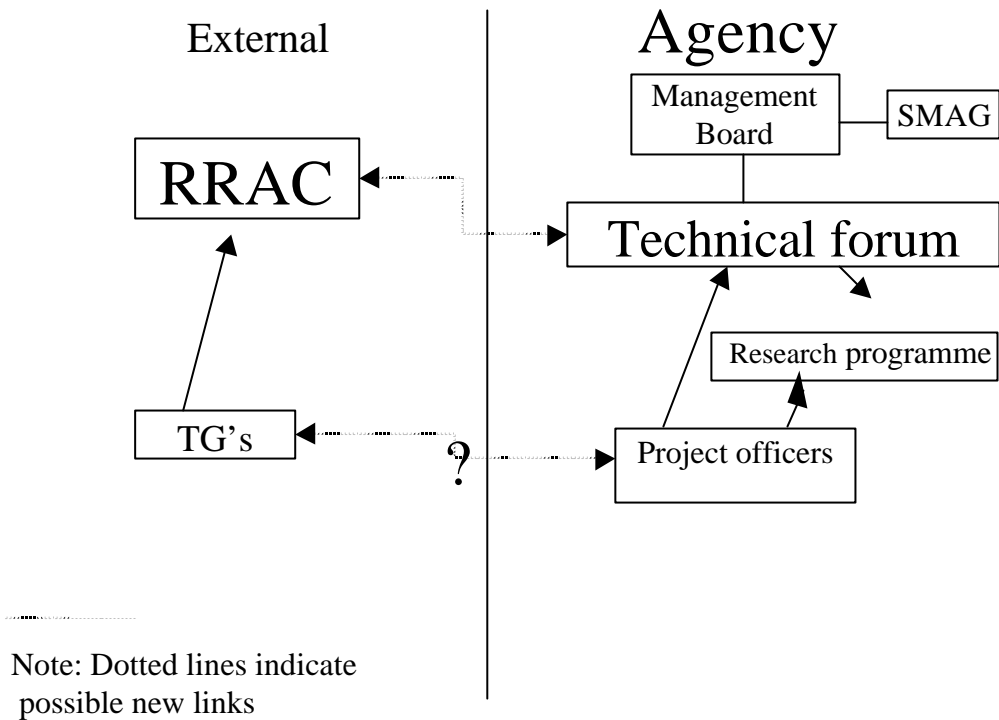 External
Agency
Management
Board
SMAG
RRAC
Technical forum
Research programme
TG's
?
Project officers
Note: Dotted lines indicate
possible new links